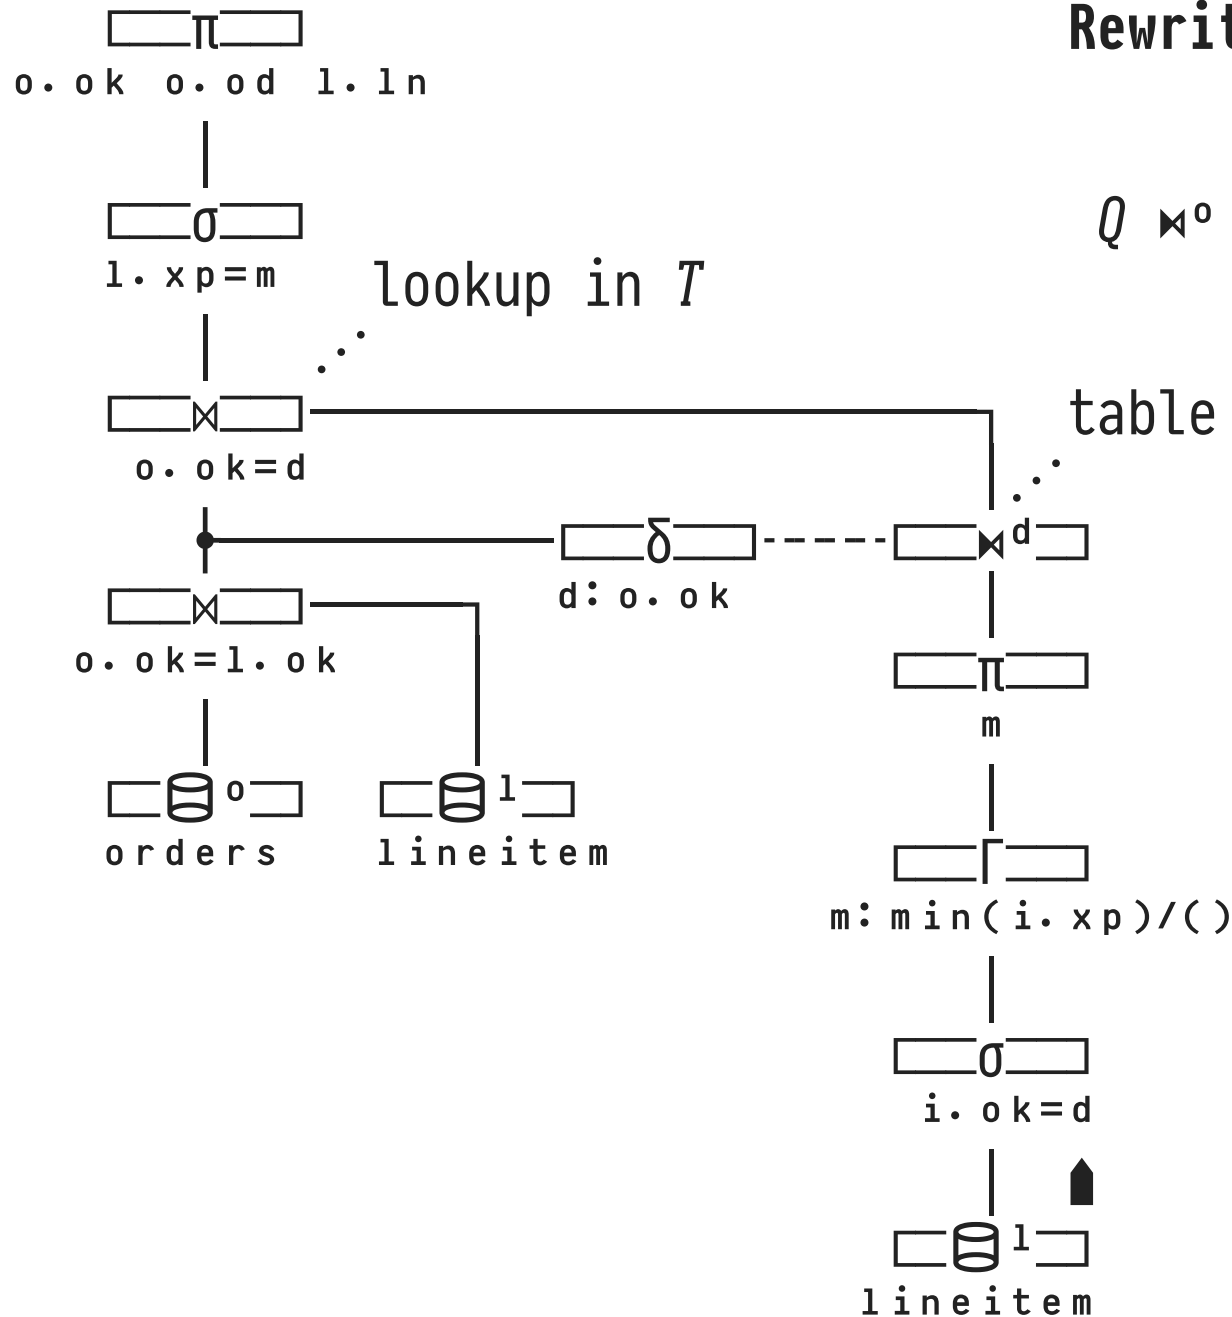 π
Rewrit
o.ok o.od l.ln
σ
Q ⧑ᵒ
l.xp=m
lookup in T
⋈
table
o.ok=d
δ
⧑ᵈ
d:o.ok
⋈
o.ok=l.ok
π
m
o
l
orders
lineitem
Γ
m:min(i.xp)/()
σ
i.ok=d
l
lineitem